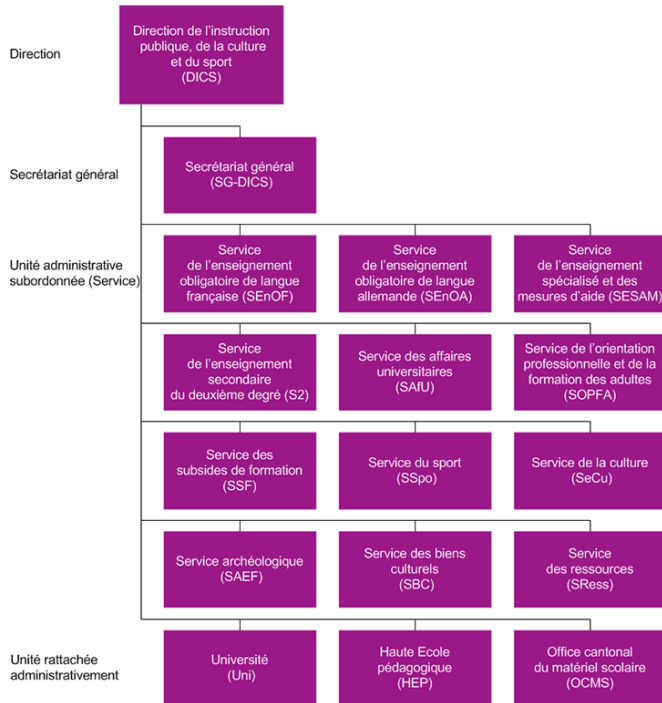 Direction
Direction de l'instruction
publique, de la culture
et du sport
(DICS)
Secrétariat général
Secrétariat général
(SG-DICS)
Unité administrative
subordonnée (Service)
Service
de l'enseignement
obligatoire de langue
française (SEnOF)
Service
de l'enseignement
obligatoire de langue
allemande (SEnOA)
Service
de l'enseignement
spécialisé et des
mesures d'aide (SESAM)
Service
de l'enseignement
secondaire
du deuxième degré (S2)
Service des affaires
universitaires
(SAfU)
Service de l'orientation
professionnelle et de la
formation des adultes
(SOPFA)
Service des
subsides de formation
(SSF)
Service du sport
(SSpo)
Service de la culture
(SeCu)
Service archéologique
(SAEF)
Service des biens
culturels
(SBC)
Service
des ressources
(SRess)
Unité rattachée
administrativement
Université
(Uni)
Haute Ecole
pédagogique
(HEP)
Office cantonal
du matériel scolaire
(OCMS)